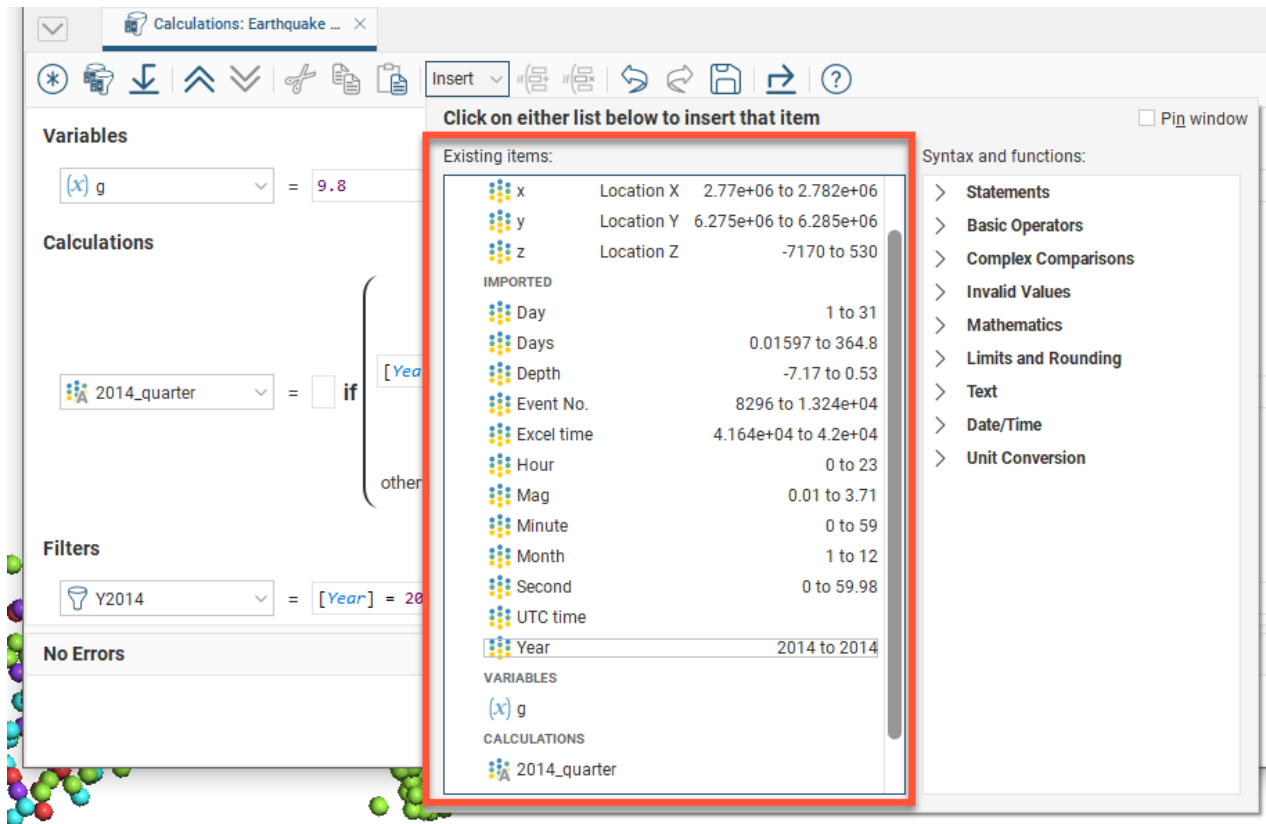 Calculations: Earthquake ...
Insert
Click on either list below to insert that item
Pin window
Variables
(x) g = 9.8
Calculations
2014_quarter = if
[Yea
other
Filters
Y2014 = [Year] = 20
No Errors
Existing items:
x Location X 2.77e+06 to 2.782e+06
y Location Y 6.275e+06 to 6.285e+06
z Location Z -7170 to 530
IMPORTED
Day 1 to 31
Days 0.01597 to 364.8
Depth -7.17 to 0.53
Event No. 8296 to 1.324e+04
Excel time 4.164e+04 to 4.2e+04
Hour 0 to 23
Mag 0.01 to 3.71
Minute 0 to 59
Month 1 to 12
Second 0 to 59.98
UTC time
Year 2014 to 2014
VARIABLES
(x) g
CALCULATIONS
2014_quarter
Syntax and functions:
Statements
Basic Operators
Complex Comparisons
Invalid Values
Mathematics
Limits and Rounding
Text
Date/Time
Unit Conversion